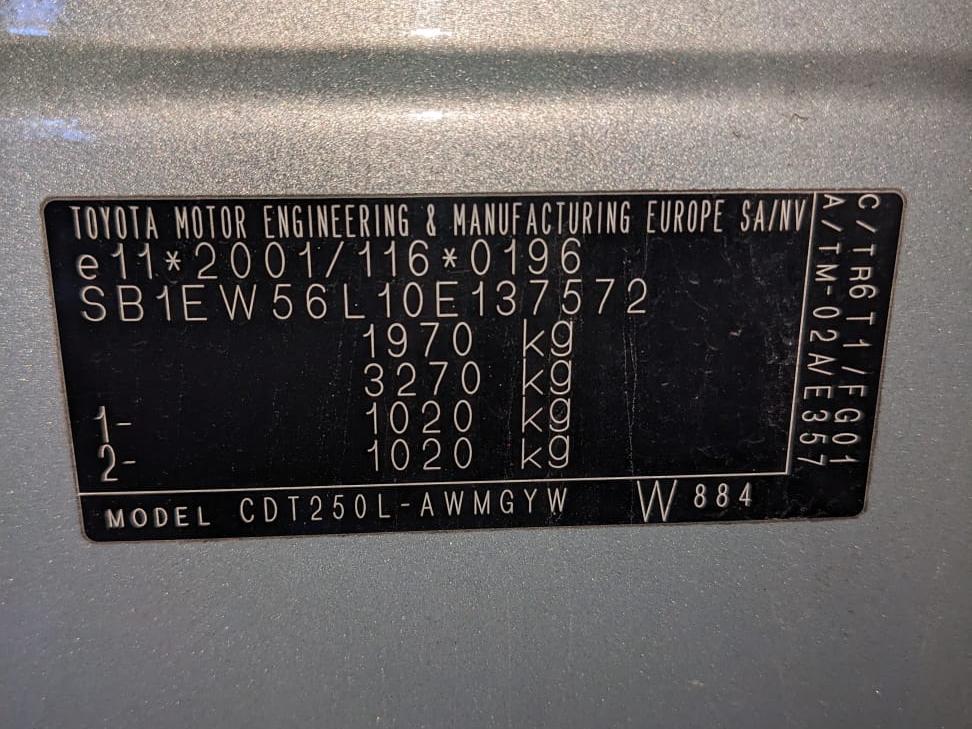 TOYOTA MOTOR ENGINEERING & MANUFACTURING EUROPE SA/NV
e11*2001/116*0196
SB1EW56L10E137572
1970 kg
3270 kg
1- 1020 kg
2- 1020 kg
MODEL CDT250L-AWMGYW W 884
C/TR6T1/FG01
A/TM-02A/E357